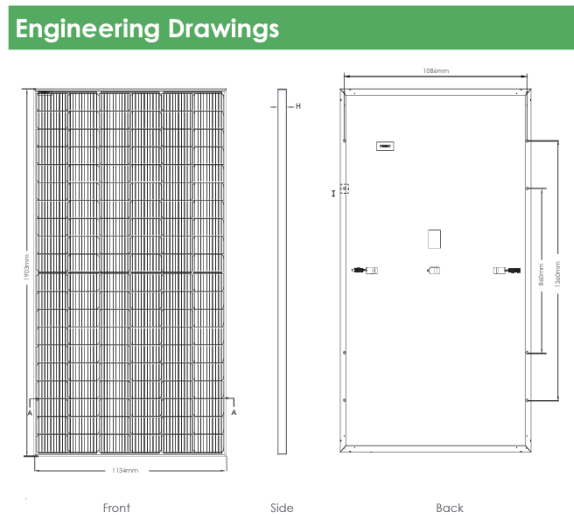 Engineering Drawings
1086mm
H
I
1903mm
860mm
1360mm
A
A
1134mm
Front
Side
Back